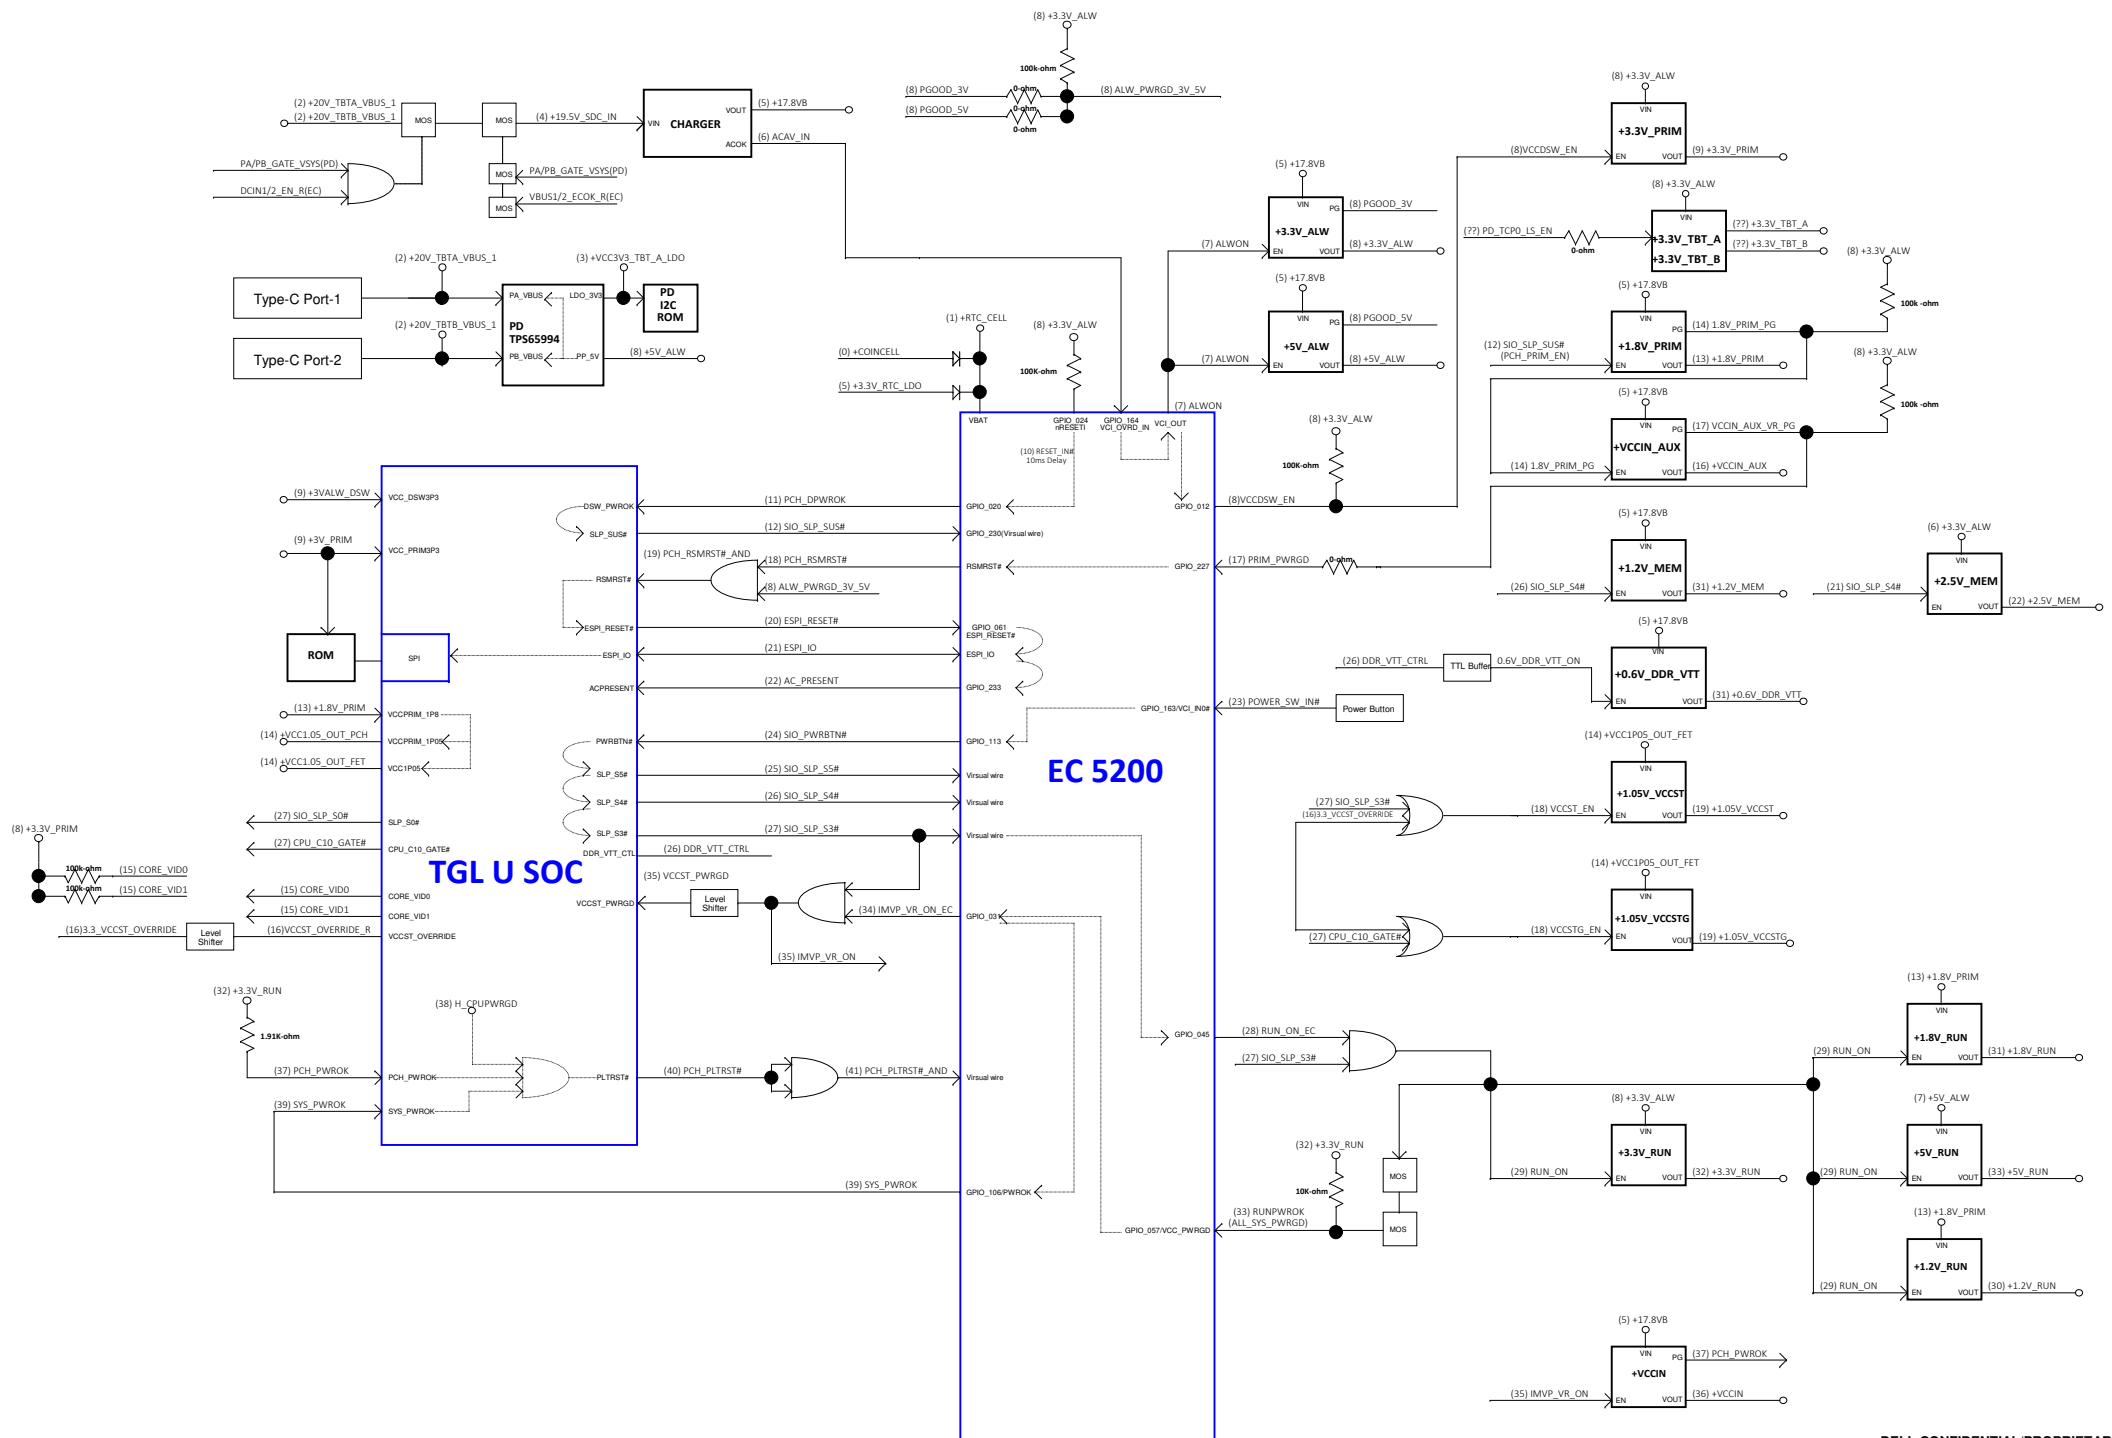 (8) +3.3V_ALW
100k-ohm
(8) PGOOD_3V
0-ohm
(8) ALW_PWRGD_3V_5V
(8) PGOOD_5V
0-ohm
0-ohm
(2) +20V_TBTA_VBUS_1
(2) +20V_TBTB_VBUS_1
MOS
MOS
(4) +19.5V_SDC_IN
VIN
CHARGER
VOUT
ACOK
(5) +17.8VB
(6) ACAV_IN
PA/PB_GATE_VSYS(PD)
DCIN1/2_EN_R(EC)
MOS
PA/PB_GATE_VSYS(PD)
MOS
VBUS1/2_ECOK_R(EC)
(2) +20V_TBTA_VBUS_1
(3) +VCC3V3_TBT_A_LDO
Type-C Port-1
PA_VBUS
LDO_3V3
PD
TPS65994
PD
I2C
ROM
(2) +20V_TBTB_VBUS_1
Type-C Port-2
PB_VBUS
PP_5V
(8) +5V_ALW
(1) +RTC_CELL
(0) +COINCELL
(5) +3.3V_RTC_LDO
(8) +3.3V_ALW
100K-ohm
(5) +17.8VB
VIN
PG
(8) PGOOD_3V
+3.3V_ALW
(7) ALWON
EN
VOUT
(8) +3.3V_ALW
(5) +17.8VB
VIN
PG
(8) PGOOD_5V
+5V_ALW
(7) ALWON
EN
VOUT
(8) +5V_ALW
(7) ALWON
(8) +3.3V_ALW
VIN
+3.3V_PRIM
(8)VCCDSW_EN
EN
VOUT
(9) +3.3V_PRIM
(8) +3.3V_ALW
VIN
(??) PD_TCP0_LS_EN
0-ohm
+3.3V_TBT_A
+3.3V_TBT_B
(??) +3.3V_TBT_A
(??) +3.3V_TBT_B
(8) +3.3V_ALW
100k -ohm
(5) +17.8VB
VIN
PG
(14) 1.8V_PRIM_PG
+1.8V_PRIM
(12) SIO_SLP_SUS#
(PCH_PRIM_EN)
EN
VOUT
(13) +1.8V_PRIM
(8) +3.3V_ALW
100k -ohm
(5) +17.8VB
VIN
PG
(17) VCCIN_AUX_VR_PG
+VCCIN_AUX
(14) 1.8V_PRIM_PG
EN
VOUT
(16) +VCCIN_AUX
(5) +17.8VB
VIN
+1.2V_MEM
(26) SIO_SLP_S4#
EN
VOUT
(31) +1.2V_MEM
(6) +3.3V_ALW
VIN
+2.5V_MEM
(21) SIO_SLP_S4#
EN
VOUT
(22) +2.5V_MEM
(5) +17.8VB
VIN
+0.6V_DDR_VTT
(26) DDR_VTT_CTRL
TTL Buffer
0.6V_DDR_VTT_ON
EN
VOUT
(31) +0.6V_DDR_VTT
(14) +VCC1P05_OUT_FET
VIN
+1.05V_VCCST
(27) SIO_SLP_S3#
(16)3.3_VCCST_OVERRIDE
(18) VCCST_EN
EN
VOUT
(19) +1.05V_VCCST
(14) +VCC1P05_OUT_FET
VIN
+1.05V_VCCSTG
(27) CPU_C10_GATE#
(18) VCCSTG_EN
EN
VOUT
(19) +1.05V_VCCSTG
VBAT
GPIO_024
nRESETI
GPIO_164
VCI_OVRD_IN
VCI_OUT
(10) RESET_IN#
10ms Delay
EC 5200
GPIO_020
GPIO_012
GPIO_230(Virsual wire)
RSMRST#
GPIO_227
GPIO_061
ESPI_RESET#
ESPI_IO
GPIO_233
GPIO_163/VCI_IN0#
GPIO_113
Virsual wire
Virsual wire
Virsual wire
GPIO_031
GPIO_045
Virsual wire
GPIO_106/PWROK
GPIO_057/VCC_PWRGD
(8) +3.3V_ALW
100K-ohm
(8)VCCDSW_EN
(17) PRIM_PWRGD
0-ohm
(23) POWER_SW_IN#
Power Button
(11) PCH_DPWROK
(12) SIO_SLP_SUS#
(19) PCH_RSMRST#_AND
(18) PCH_RSMRST#
(8) ALW_PWRGD_3V_5V
(20) ESPI_RESET#
(21) ESPI_IO
(22) AC_PRESENT
(24) SIO_PWRBTN#
(25) SIO_SLP_S5#
(26) SIO_SLP_S4#
(27) SIO_SLP_S3#
(26) DDR_VTT_CTRL
(35) VCCST_PWRGD
Level
Shifter
(34) IMVP_VR_ON_EC
(35) IMVP_VR_ON
(40) PCH_PLTRST#
(41) PCH_PLTRST#_AND
(39) SYS_PWROK
TGL U SOC
VCC_DSW3P3
VCC_PRIM3P3
DSW_PWROK
SLP_SUS#
RSMRST#
ESPI_RESET#
SPI
ESPI_IO
ACPRESENT
VCCPRIM_1P8
VCCPRIM_1P05
VCC1P05
PWRBTN#
SLP_S5#
SLP_S4#
SLP_S3#
DDR_VTT_CTL
SLP_S0#
CPU_C10_GATE#
CORE_VID0
CORE_VID1
VCCST_OVERRIDE
VCCST_PWRGD
(38) H_CPUPWRGD
PCH_PWROK
PLTRST#
SYS_PWROK
(9) +3VALW_DSW
(9) +3V_PRIM
ROM
(13) +1.8V_PRIM
(14) +VCC1.05_OUT_PCH
(14) +VCC1.05_OUT_FET
(27) SIO_SLP_S0#
(27) CPU_C10_GATE#
(8) +3.3V_PRIM
100k-ohm
(15) CORE_VID0
100k-ohm
(15) CORE_VID1
(15) CORE_VID0
(15) CORE_VID1
(16)3.3_VCCST_OVERRIDE
Level
Shifter
(16)VCCST_OVERRIDE_R
(32) +3.3V_RUN
1.91K-ohm
(37) PCH_PWROK
(39) SYS_PWROK
(28) RUN_ON_EC
(27) SIO_SLP_S3#
(32) +3.3V_RUN
10K-ohm
(33) RUNPWROK
(ALL_SYS_PWRGD)
MOS
MOS
(8) +3.3V_ALW
VIN
+3.3V_RUN
(29) RUN_ON
EN
VOUT
(32) +3.3V_RUN
(13) +1.8V_PRIM
VIN
+1.8V_RUN
(29) RUN_ON
EN
VOUT
(31) +1.8V_RUN
(7) +5V_ALW
VIN
+5V_RUN
(29) RUN_ON
EN
VOUT
(33) +5V_RUN
(13) +1.8V_PRIM
VIN
+1.2V_RUN
(29) RUN_ON
EN
VOUT
(30) +1.2V_RUN
(5) +17.8VB
VIN
PG
(37) PCH_PWROK
+VCCIN
(35) IMVP_VR_ON
EN
VOUT
(36) +VCCIN